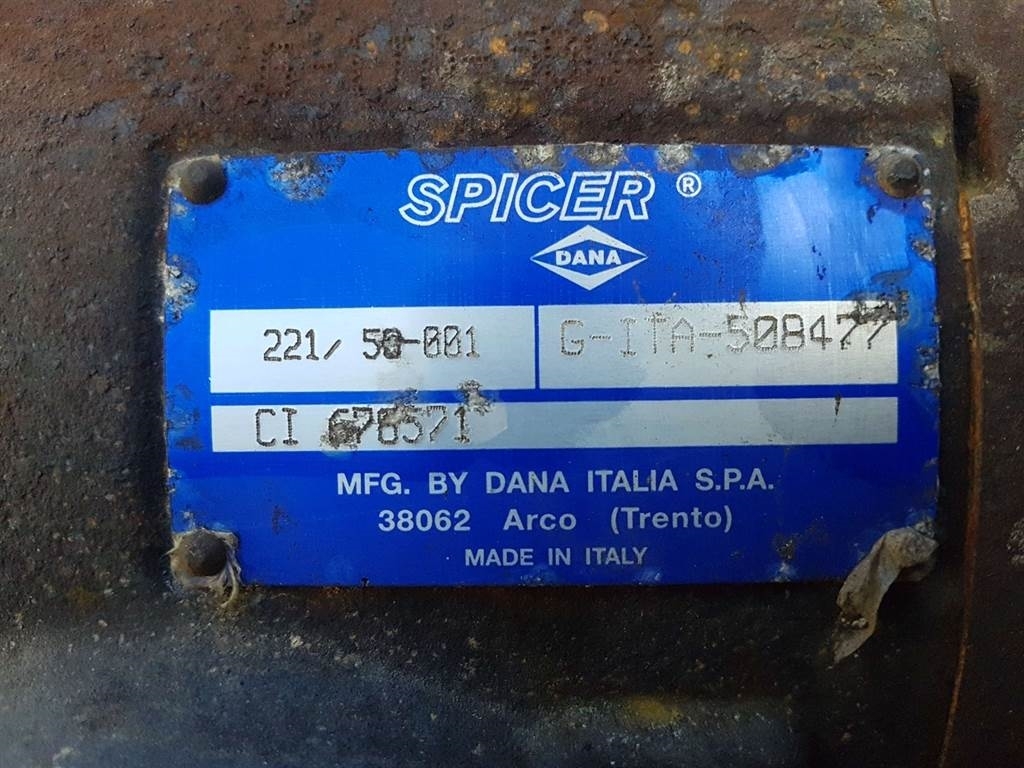 SPICER ®
DANA
221/ 50-001 G-ITA-508477
CI 678571
MFG. BY DANA ITALIA S.P.A.
38062 Arco (Trento)
MADE IN ITALY